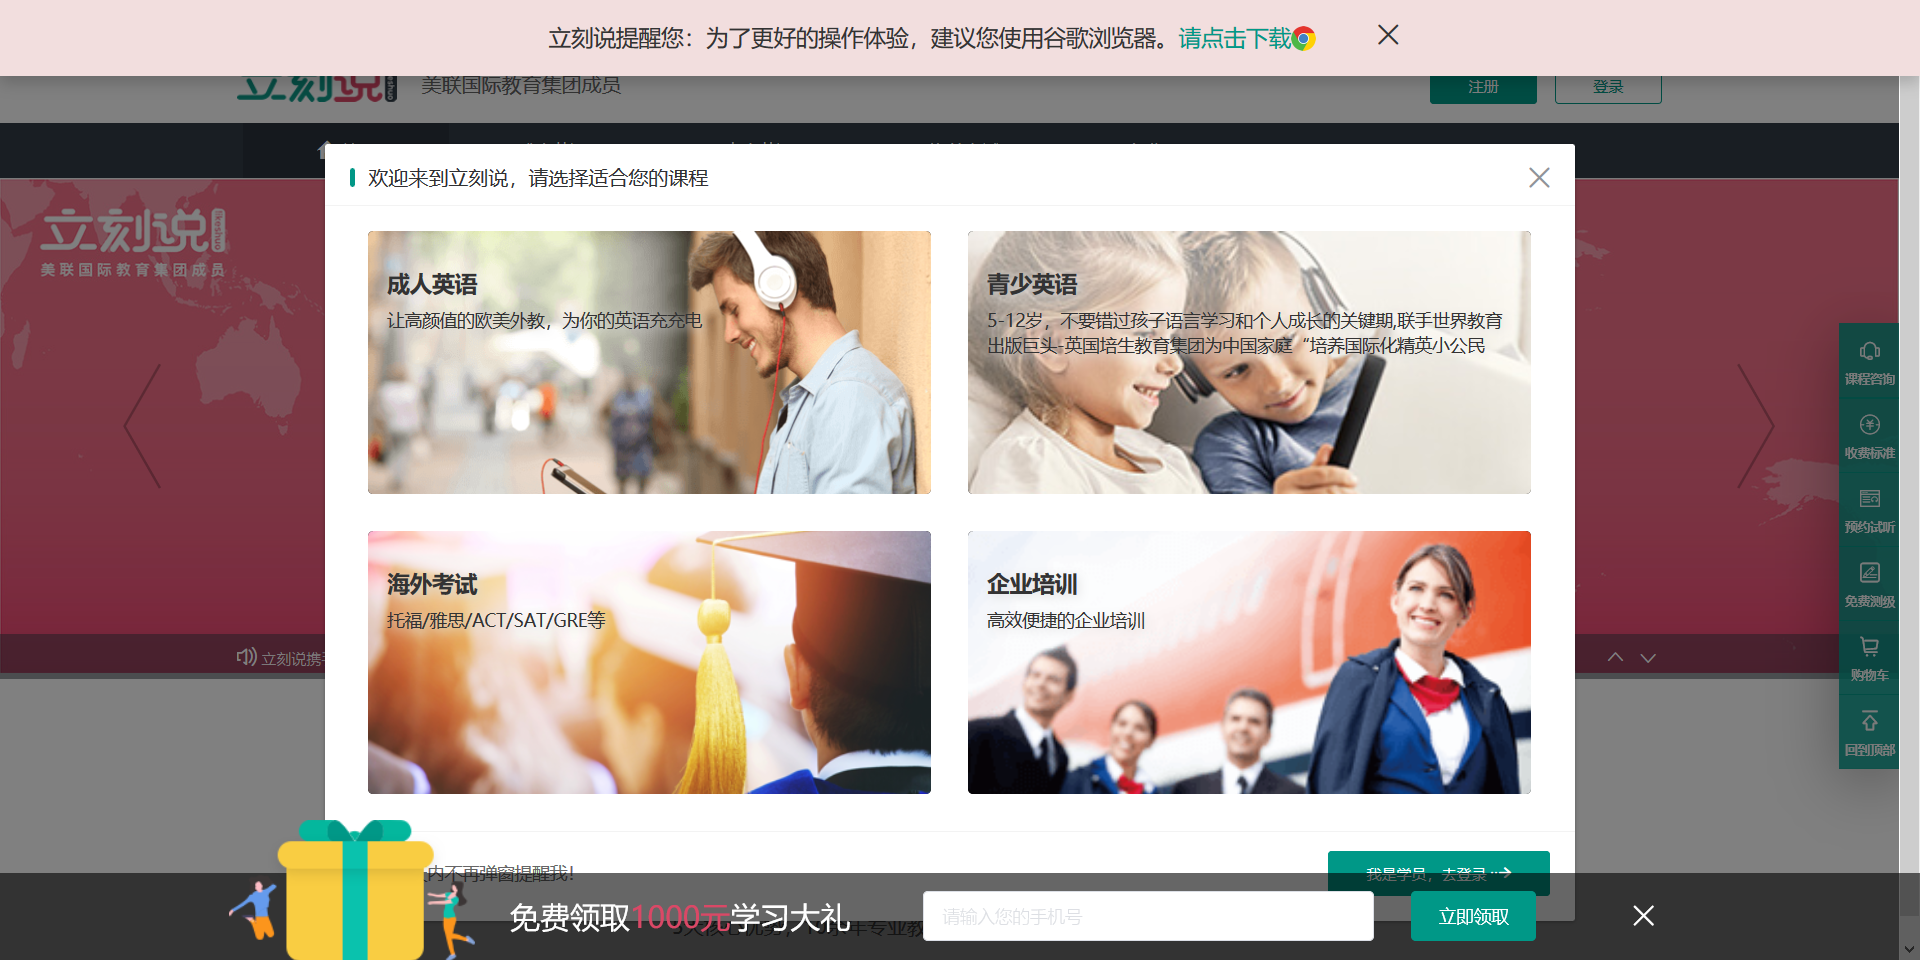 立刻说提醒您：为了更好的操作体验，建议您使用谷歌浏览器。请点击下载
立刻说
美联国际教育集团成员
注册
登录
欢迎来到立刻说，请选择适合您的课程
立刻说 likeshuo
美联国际教育集团成员
成人英语
让高颜值的欧美外教，为你的英语充充电
青少英语
5-12岁，不要错过孩子语言学习和个人成长的关键期,联手世界教育
出版巨头-英国培生教育集团为中国家庭“培养国际化精英小公民
课程咨询
收费标准
预约试听
免费测级
购物车
回到顶部
海外考试
托福/雅思/ACT/SAT/GRE等
企业培训
高效便捷的企业培训
立刻说携手
内不再弹窗提醒我！
我是学员，去登录
免费领取1000元学习大礼
请输入您的手机号
立即领取